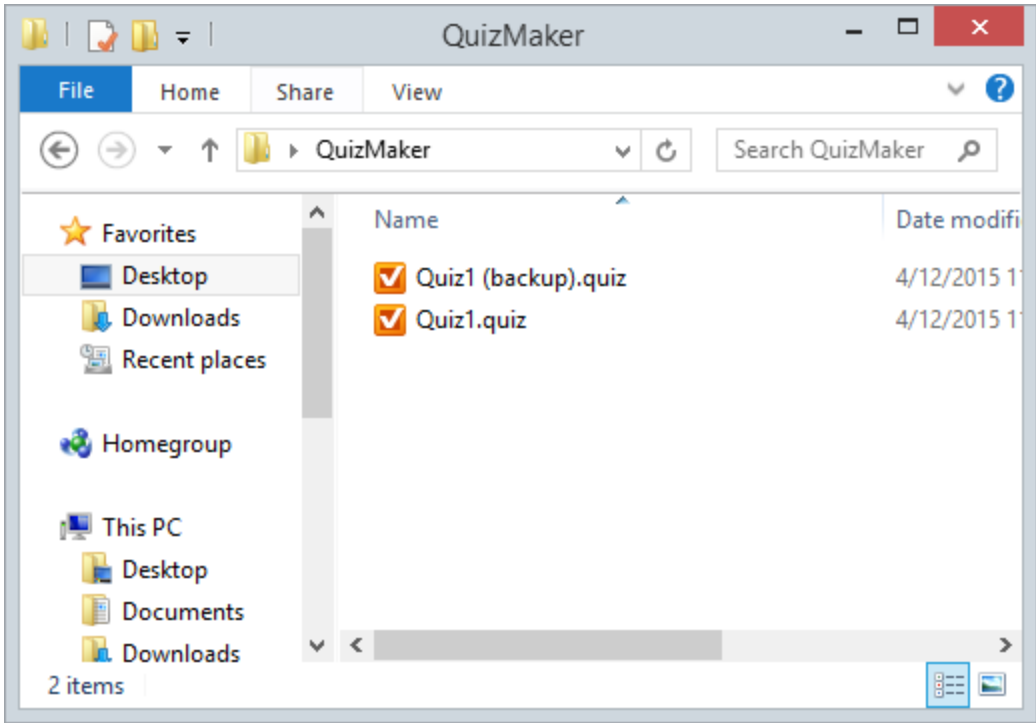 QuizMaker
File Home Share View
QuizMaker Search QuizMaker
Favorites
Desktop
Downloads
Recent places
Homegroup
This PC
Desktop
Documents
Downloads
Name Date modifi
Quiz1 (backup).quiz 4/12/2015 1
Quiz1.quiz 4/12/2015 1
2 items